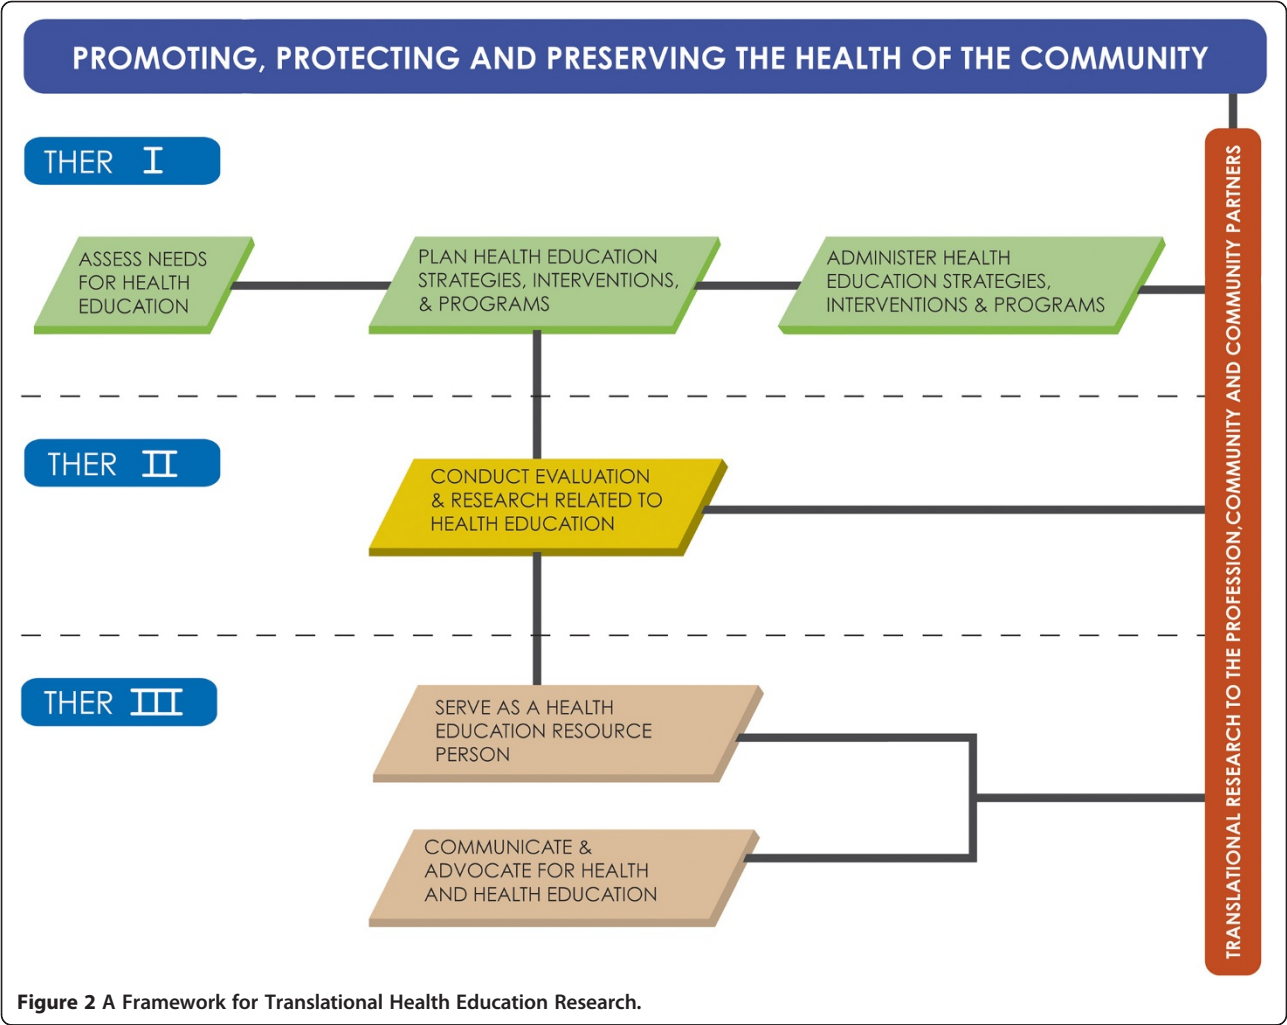 PROMOTING, PROTECTING AND PRESERVING THE HEALTH OF THE COMMUNITY
THER I
ASSESS NEEDS
FOR HEALTH
EDUCATION
PLAN HEALTH EDUCATION
STRATEGIES, INTERVENTIONS,
& PROGRAMS
ADMINISTER HEALTH
EDUCATION STRATEGIES,
INTERVENTIONS & PROGRAMS
THER II
CONDUCT EVALUATION
& RESEARCH RELATED TO
HEALTH EDUCATION
THER III
SERVE AS A HEALTH
EDUCATION RESOURCE
PERSON
COMMUNICATE &
ADVOCATE FOR HEALTH
AND HEALTH EDUCATION
TRANSLATIONAL RESEARCH TO THE PROFESSION,COMMUNITY AND COMMUNITY PARTNERS
Figure 2 A Framework for Translational Health Education Research.